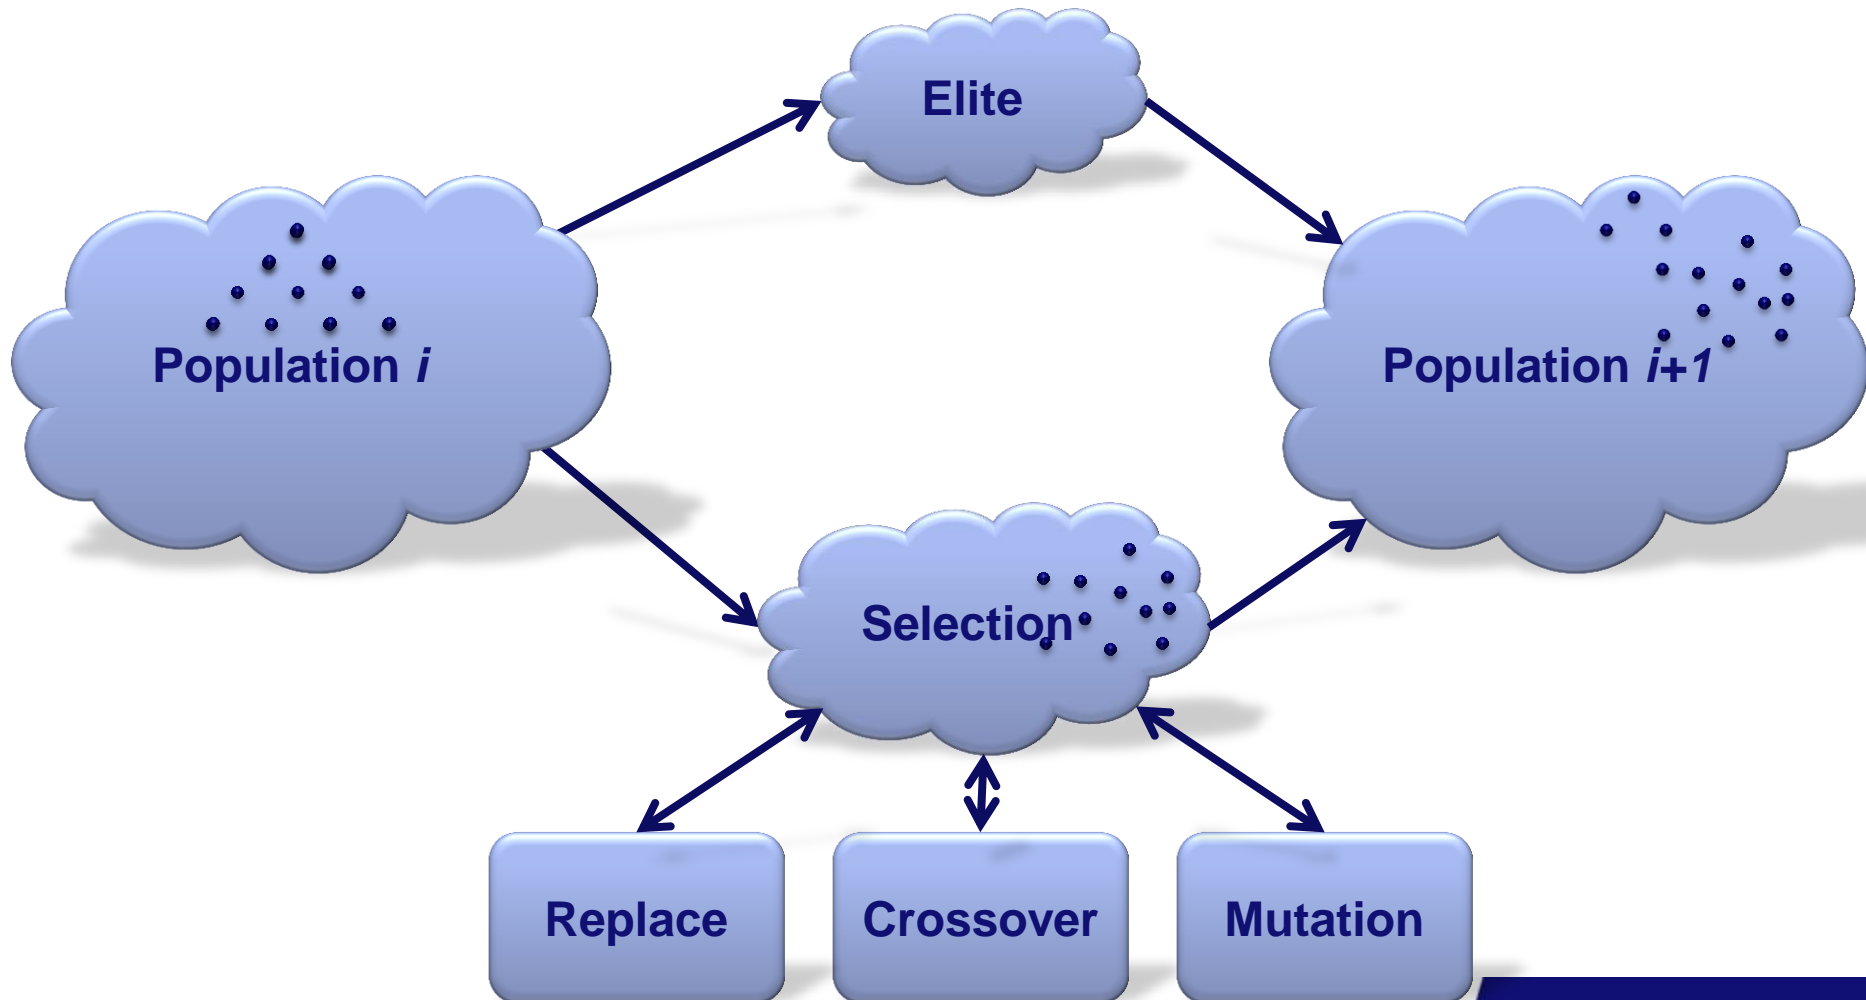 Elite
Population i
Population i+1
Selection
Replace
Crossover
Mutation